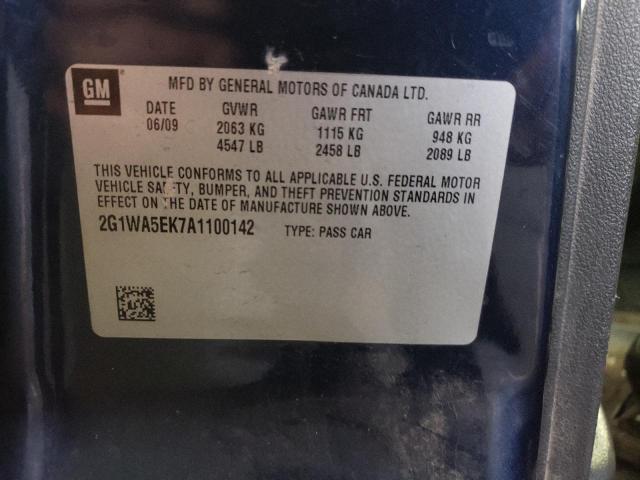 GM
MFD BY GENERAL MOTORS OF CANADA LTD.
DATE GVWR GAWR FRT GAWR RR
06/09 2063 KG 1115 KG 948 KG
4547 LB 2458 LB 2089 LB
THIS VEHICLE CONFORMS TO ALL APPLICABLE U.S. FEDERAL MOTOR
VEHICLE SAFETY, BUMPER, AND THEFT PREVENTION STANDARDS IN
EFFECT ON THE DATE OF MANUFACTURE SHOWN ABOVE.
2G1WA5EK7A1100142 TYPE: PASS CAR